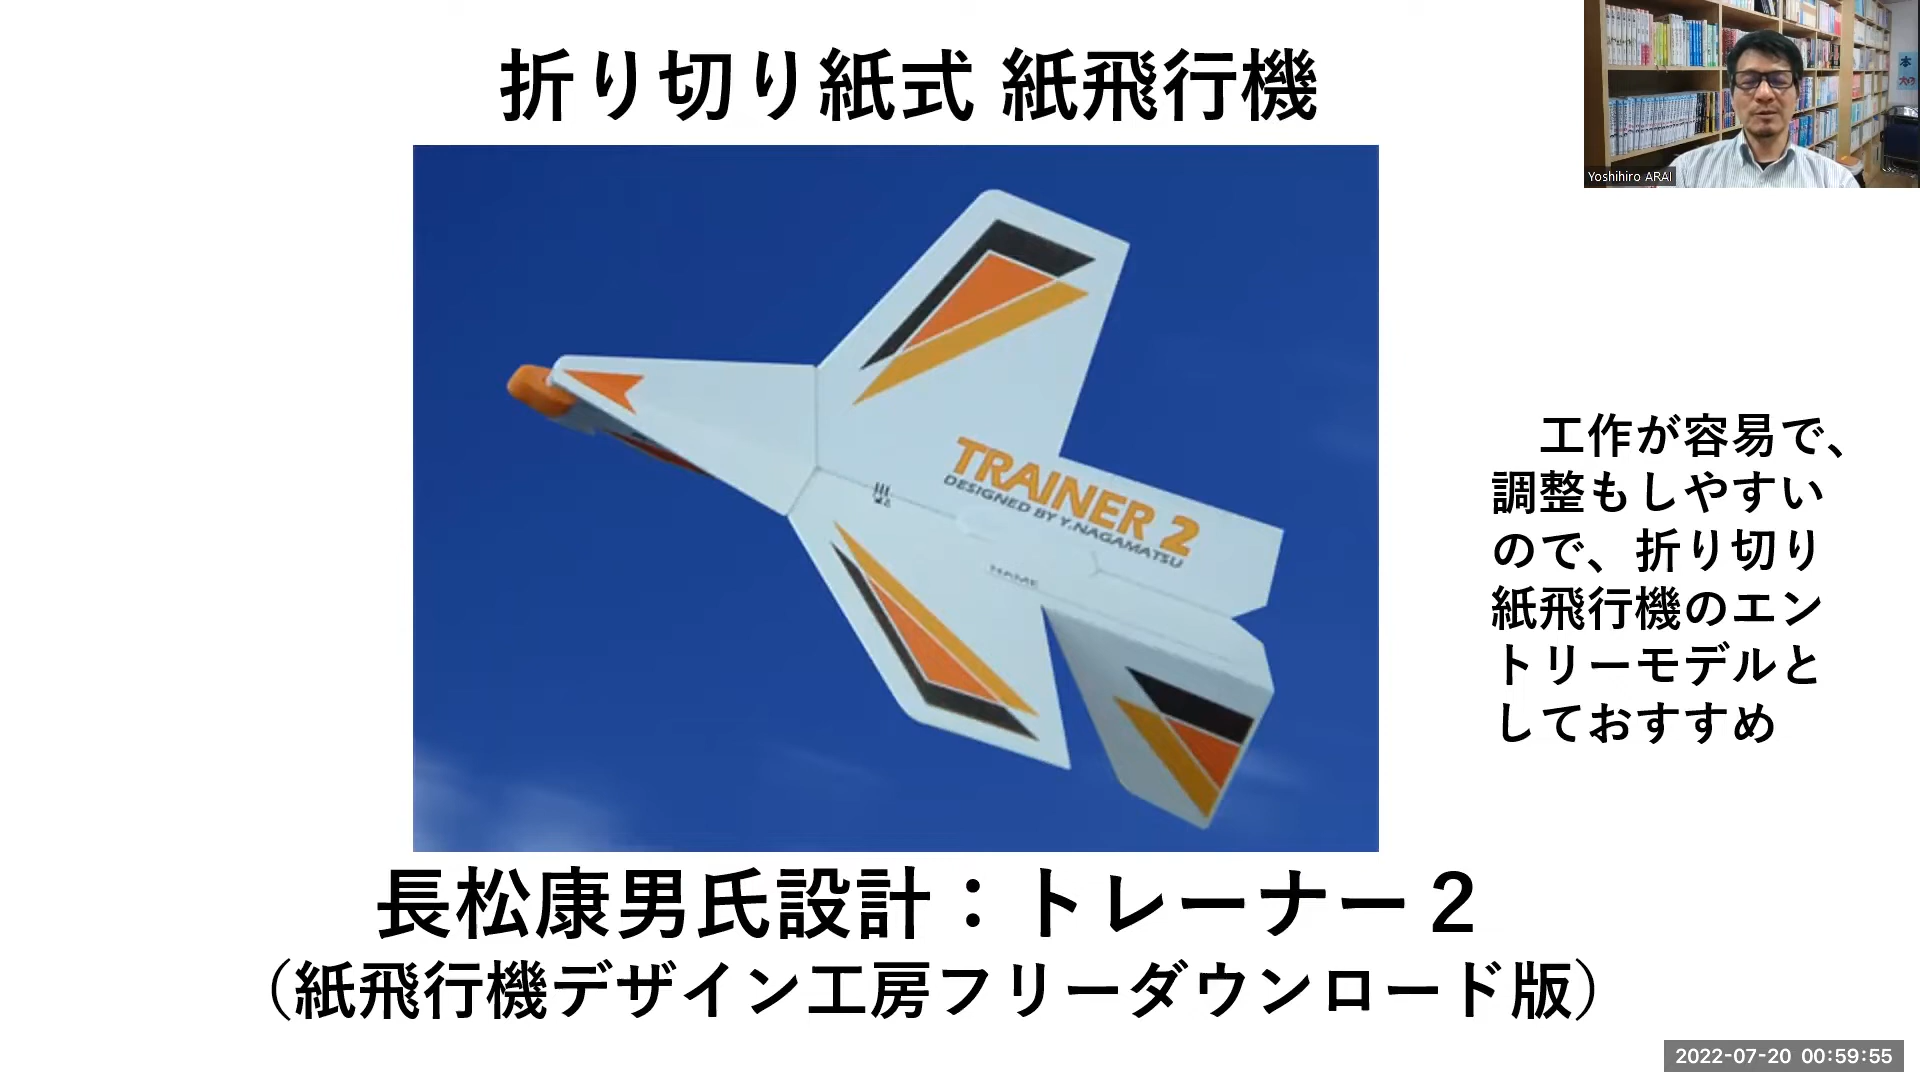 折り切り紙式 紙飛行機
Yoshihiro ARAI
TRAINER 2
DESIGNED BY Y.NAGAMATSU
NAME
工作が容易で、
調整もしやすい
ので、折り切り
紙飛行機のエン
トリーモデルと
しておすすめ
長松康男氏設計：トレーナー２
（紙飛行機デザイン工房フリーダウンロード版）
2022-07-20 00:59:55